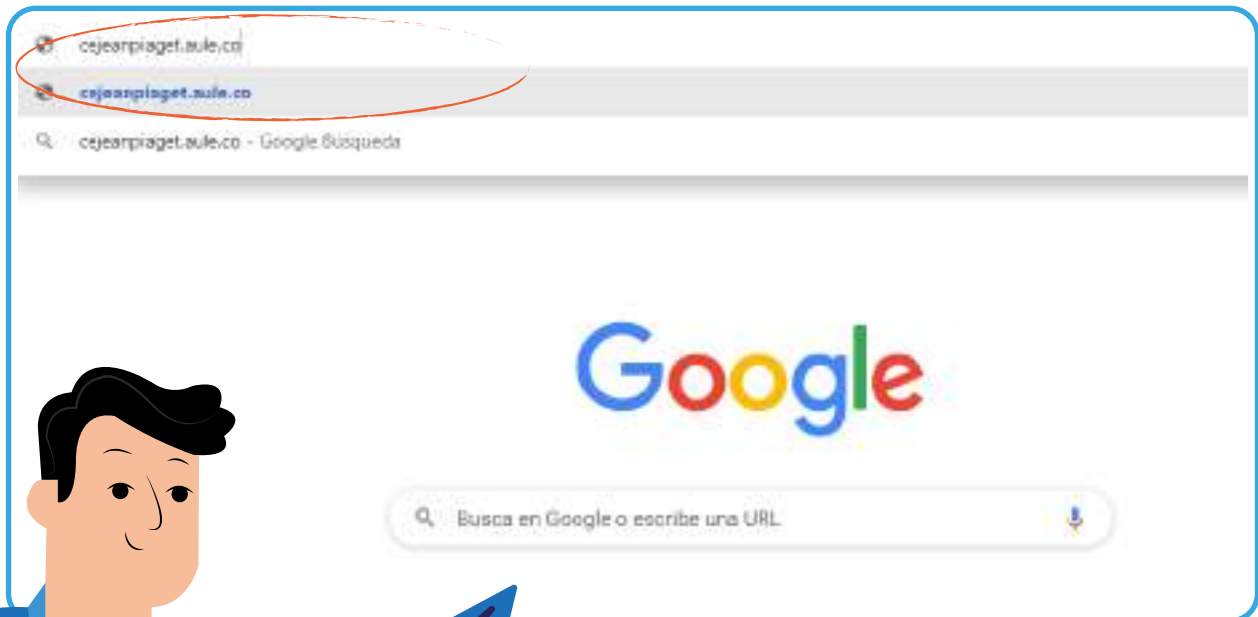 cejeanpiaget.aule.co
cejeanpiaget.aule.co
cejeanpiaget.aule.co - Google Búsqueda
Google
Busca en Google o escribe una URL